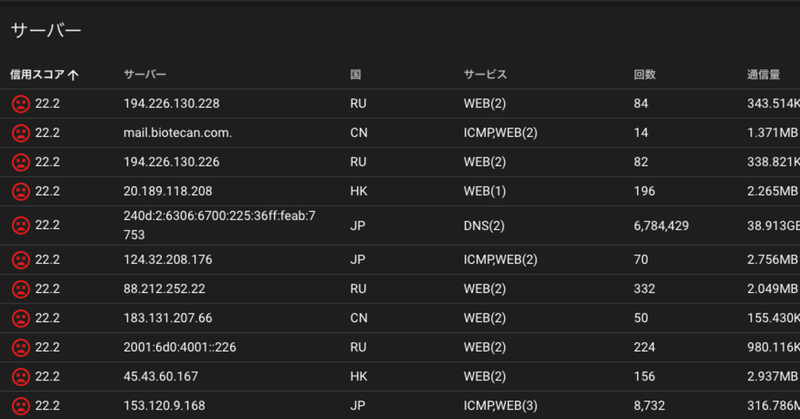 サーバー
信用スコア↑ サーバー 国 サービス 回数 通信量
22.2 194.226.130.228 RU WEB(2) 84 343.514K
22.2 mail.biotecan.com. CN ICMP,WEB(2) 14 1.371MB
22.2 194.226.130.226 RU WEB(2) 82 338.821K
22.2 20.189.118.208 HK WEB(1) 196 2.265MB
22.2 240d:2:6306:6700:225:36ff:feab:7 JP DNS(2) 6,784,429 38.913GB
753
22.2 124.32.208.176 JP ICMP,WEB(2) 70 2.756MB
22.2 88.212.252.22 RU WEB(2) 332 2.049MB
22.2 183.131.207.66 CN WEB(2) 50 155.430K
22.2 2001:6d0:4001::226 RU WEB(2) 224 980.116K
22.2 45.43.60.167 HK WEB(2) 156 2.937MB
22.2 153.120.9.168 JP ICMP,WEB(3) 8,732 316.786M